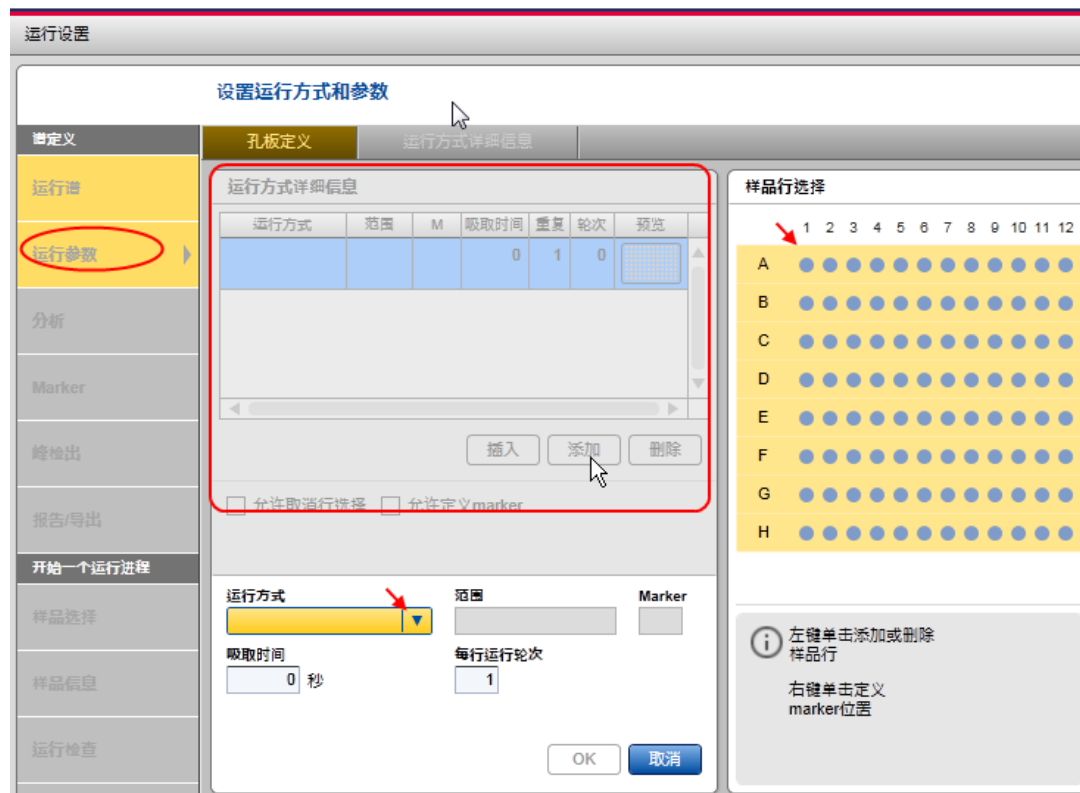 运行设置
设置运行方式和参数
谱定义
孔板定义
运行方式详细信息
运行谱
运行参数
分析
Marker
峰检出
报告/导出
开始一个运行进程
样品选择
样品信息
运行检查
运行方式详细信息
运行方式 范围 M 吸取时间 重复 轮次 预览
0 1 0
插入 添加 删除
允许取消行选择 允许定义marker
运行方式 范围 Marker
吸取时间 每行运行轮次
0 秒 1
OK 取消
样品行选择
1 2 3 4 5 6 7 8 9 10 11 12
A
B
C
D
E
F
G
H
左键单击添加或删除
样品行
右键单击定义
marker位置